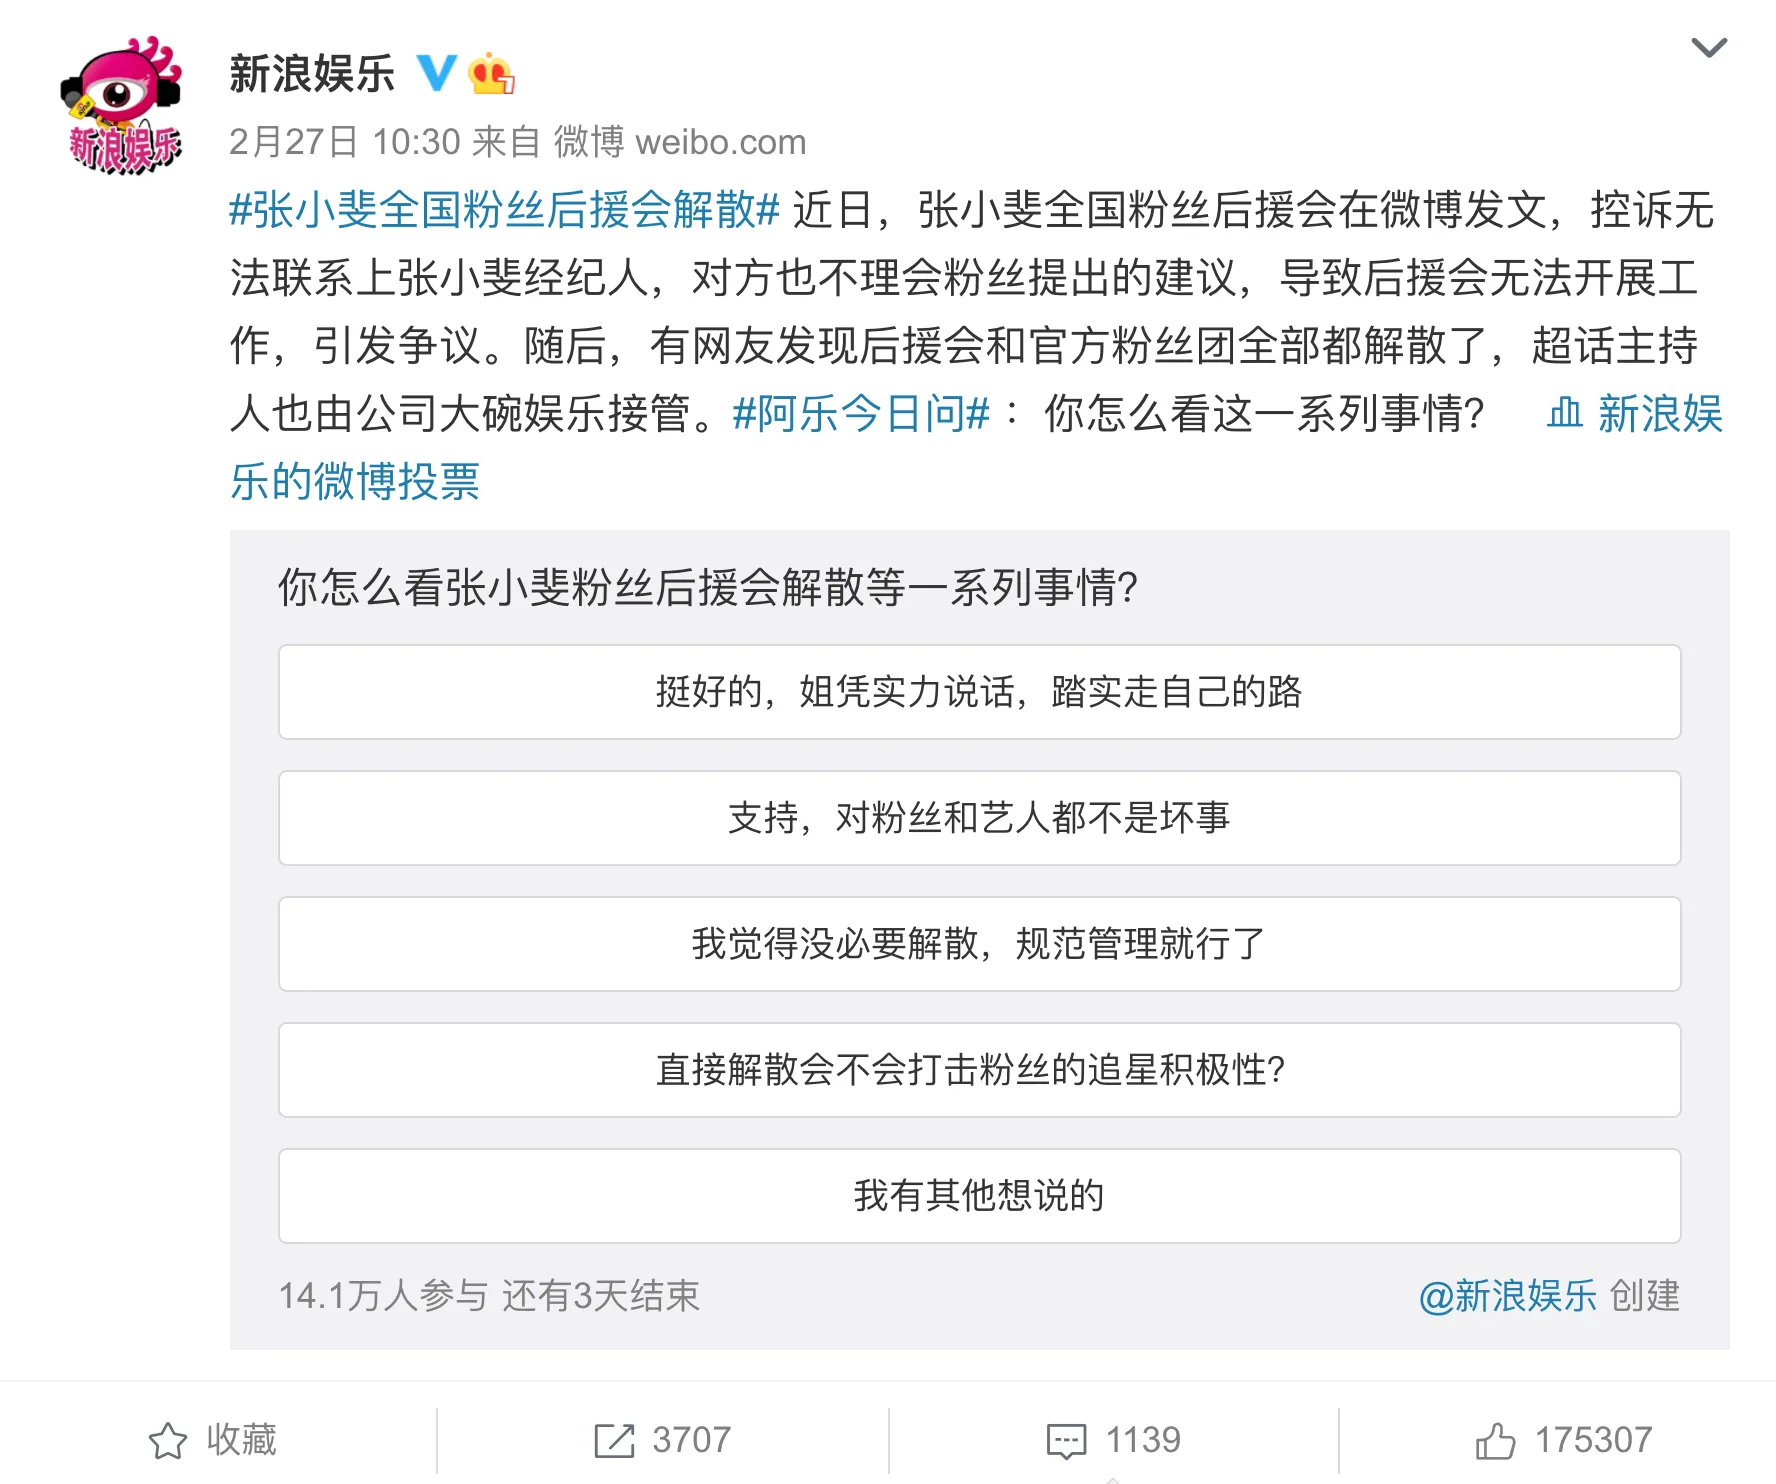 新浪娱乐
新浪娱乐
7
2月27日 10:30 来自 微博 weibo.com
#张小斐全国粉丝后援会解散# 近日，张小斐全国粉丝后援会在微博发文，控诉无
法联系上张小斐经纪人，对方也不理会粉丝提出的建议，导致后援会无法开展工
作，引发争议。随后，有网友发现后援会和官方粉丝团全部都解散了，超话主持
人也由公司大碗娱乐接管。#阿乐今日问# ：你怎么看这一系列事情? 新浪娱
乐的微博投票
你怎么看张小斐粉丝后援会解散等一系列事情?
挺好的，姐凭实力说话，踏实走自己的路
支持，对粉丝和艺人都不是坏事
我觉得没必要解散，规范管理就行了
直接解散会不会打击粉丝的追星积极性?
我有其他想说的
14.1万人参与 还有3天结束 @新浪娱乐 创建
收藏 3707 1139 175307